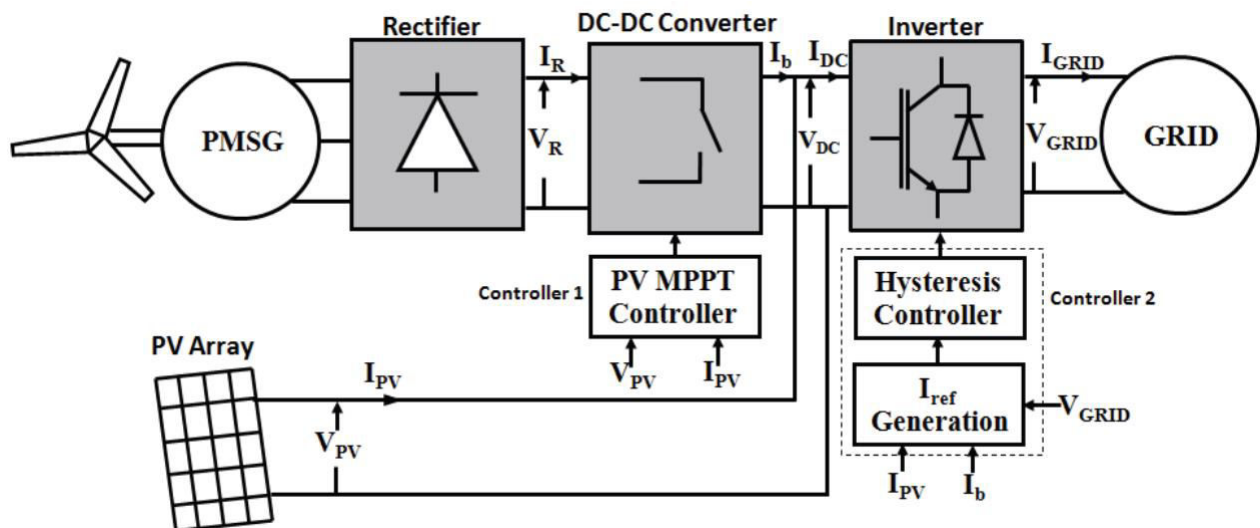 Rectifier
DC-DC Converter
Inverter
I_R
I_b
I_DC
I_GRID
PMSG
V_R
V_DC
V_GRID
GRID
Controller 1
PV MPPT
Controller
Hysteresis
Controller
Controller 2
PV Array
V_PV
I_PV
I_PV
I_ref
Generation
V_GRID
V_PV
I_PV
I_b